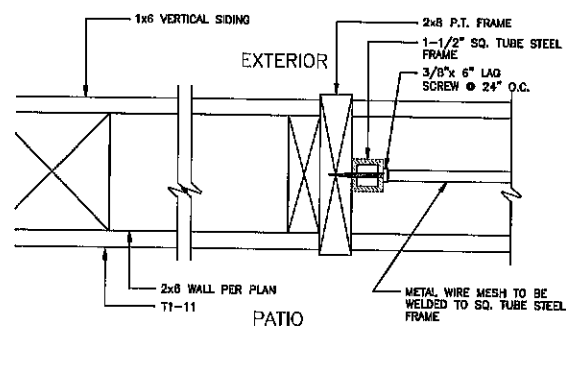 1x6 VERTICAL SIDING
2x8 P.T. FRAME
1-1/2" SQ. TUBE STEEL
FRAME
EXTERIOR
3/8"x 6" LAG
SCREW @ 24" O.C.
2x6 WALL PER PLAN
T1-11
PATIO
METAL WIRE MESH TO BE
WELDED TO SQ. TUBE STEEL
FRAME